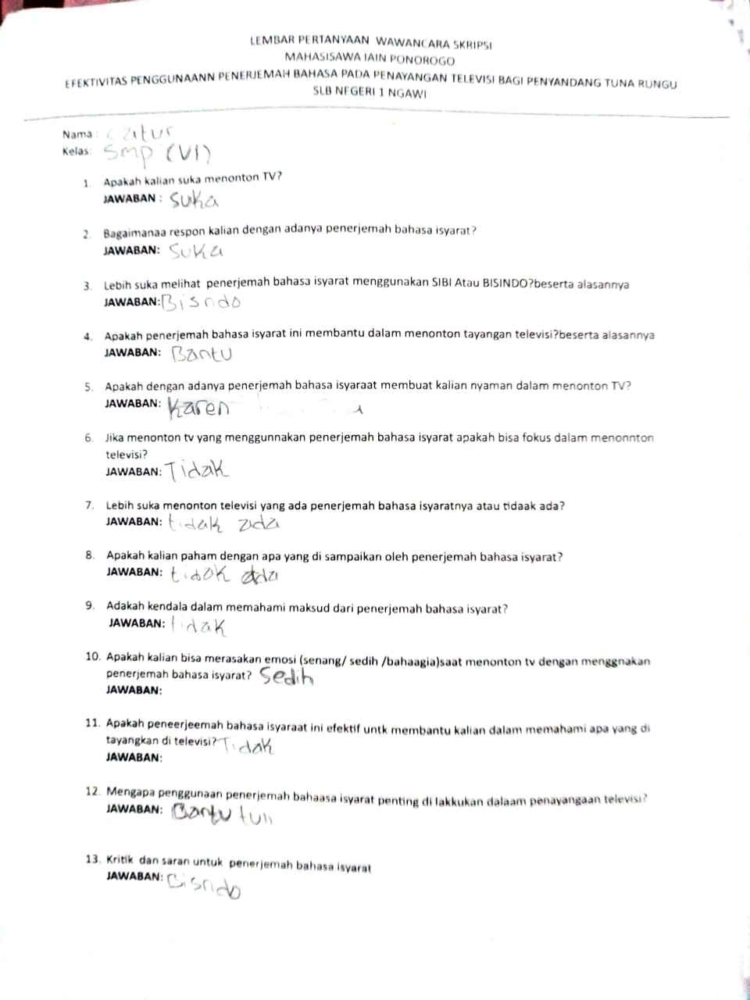 LEMBAR PERTANYAAN WAWANCARA SKRIPSI
MAHASISAWA IAIN PONOROGO
EFEKTIVITAS PENGGUNAANN PENERJEMAH BAHASA PADA PENAYANGAN TELEVISI BAGI PENYANDANG TUNA RUNGU
SLB NEGERI 1 NGAWI
Nama :
Kelas: Smp (VI)
1. Apakah kalian suka menonton TV?
JAWABAN : Suka
2. Bagaimanaa respon kalian dengan adanya penerjemah bahasa isyarat?
JAWABAN: Suka
3. Lebih suka melihat penerjemah bahasa isyarat menggunakan SIBI Atau BISINDO?beserta alasannya
JAWABAN: Bisndo
4. Apakah penerjemah bahasa isyarat ini membantu dalam menonton tayangan televisi?beserta alasannya
JAWABAN: Bantu
5. Apakah dengan adanya penerjemah bahasa isyaraat membuat kalian nyaman dalam menonton TV?
JAWABAN: Karen
6. Jika menonton tv yang menggunnakan penerjemah bahasa isyarat apakah bisa fokus dalam menonnton
televisi?
JAWABAN: Tidak
7. Lebih suka menonton televisi yang ada penerjemah bahasa isyaratnya atau tidaak ada?
JAWABAN: tidak ada
8. Apakah kalian paham dengan apa yang di sampaikan oleh penerjemah bahasa isyarat?
JAWABAN: tidak ada
9. Adakah kendala dalam memahami maksud dari penerjemah bahasa isyarat?
JAWABAN: tidak
10. Apakah kalian bisa merasakan emosi (senang/ sedih /bahaagia)saat menonton tv dengan menggnakan
penerjemah bahasa isyarat? Sedih
JAWABAN:
11. Apakah peneerjeemah bahasa isyaraat ini efektif untk membantu kalian dalam memahami apa yang di
tayangkan di televisi? Tidak
JAWABAN:
12. Mengapa penggunaan penerjemah bahaasa isyarat penting di lakkukan dalaam penayangaan televisi?
JAWABAN: Bantu tuli
13. Kritik dan saran untuk penerjemah bahasa isyarat
JAWABAN: Bisndo